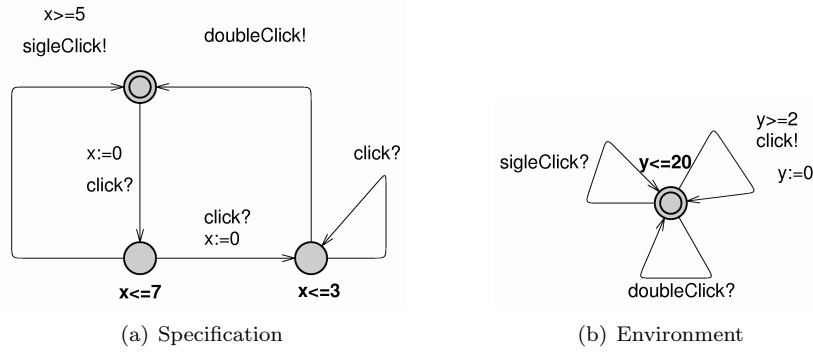 x>=5
sigleClick!
doubleClick!
x:=0
click?
click?
x:=0
click?
x<=7
x<=3
(a) Specification
sigleClick?
y<=20
y>=2
click!
y:=0
doubleClick?
(b) Environment